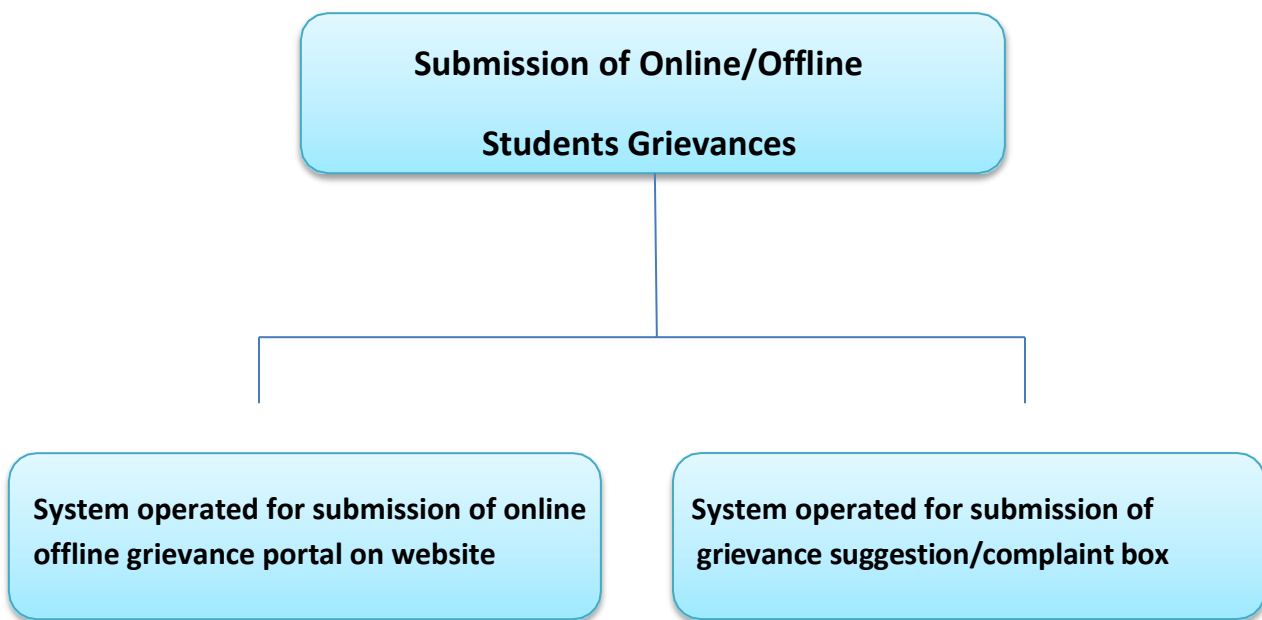 Submission of Online/Offline
Students Grievances
System operated for submission of online
offline grievance portal on website
System operated for submission of
grievance suggestion/complaint box